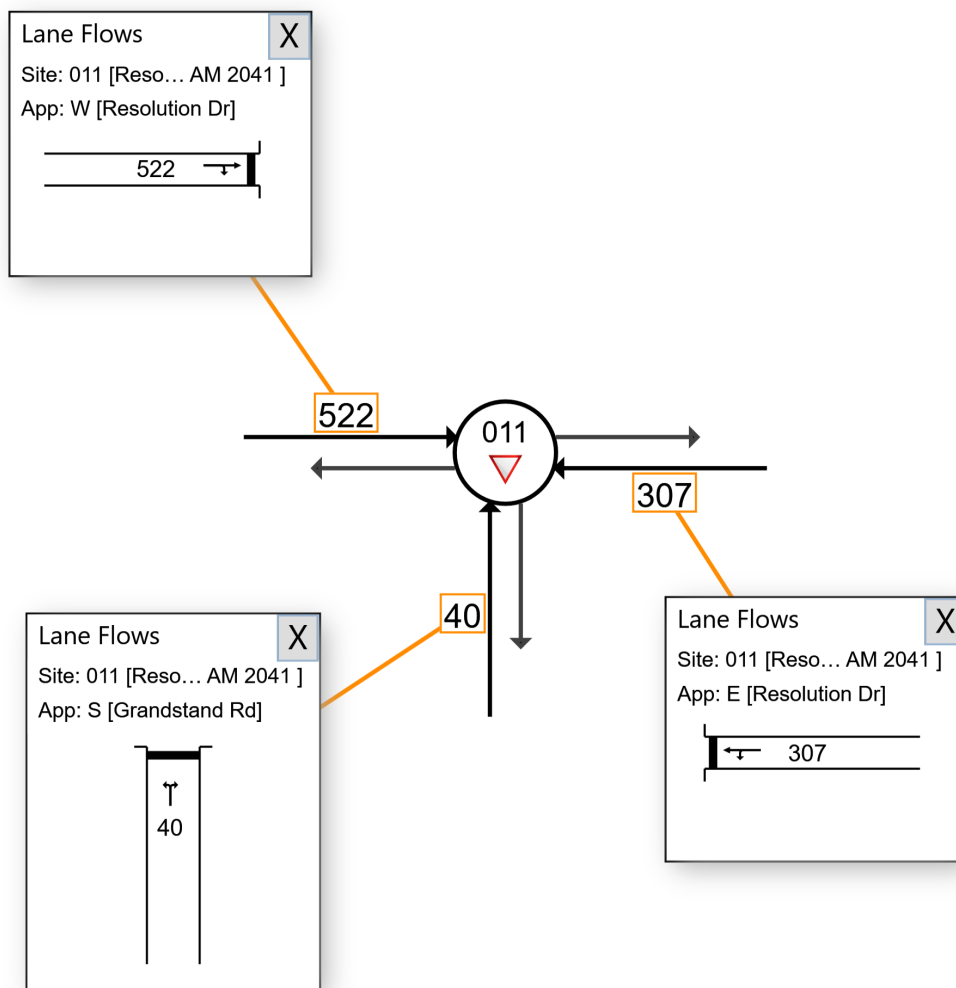 Lane Flows
X
Site: 011 [Reso… AM 2041 ]
App: W [Resolution Dr]
522
522
011
307
40
Lane Flows
X
Site: 011 [Reso… AM 2041 ]
App: S [Grandstand Rd]
40
Lane Flows
X
Site: 011 [Reso… AM 2041 ]
App: E [Resolution Dr]
307